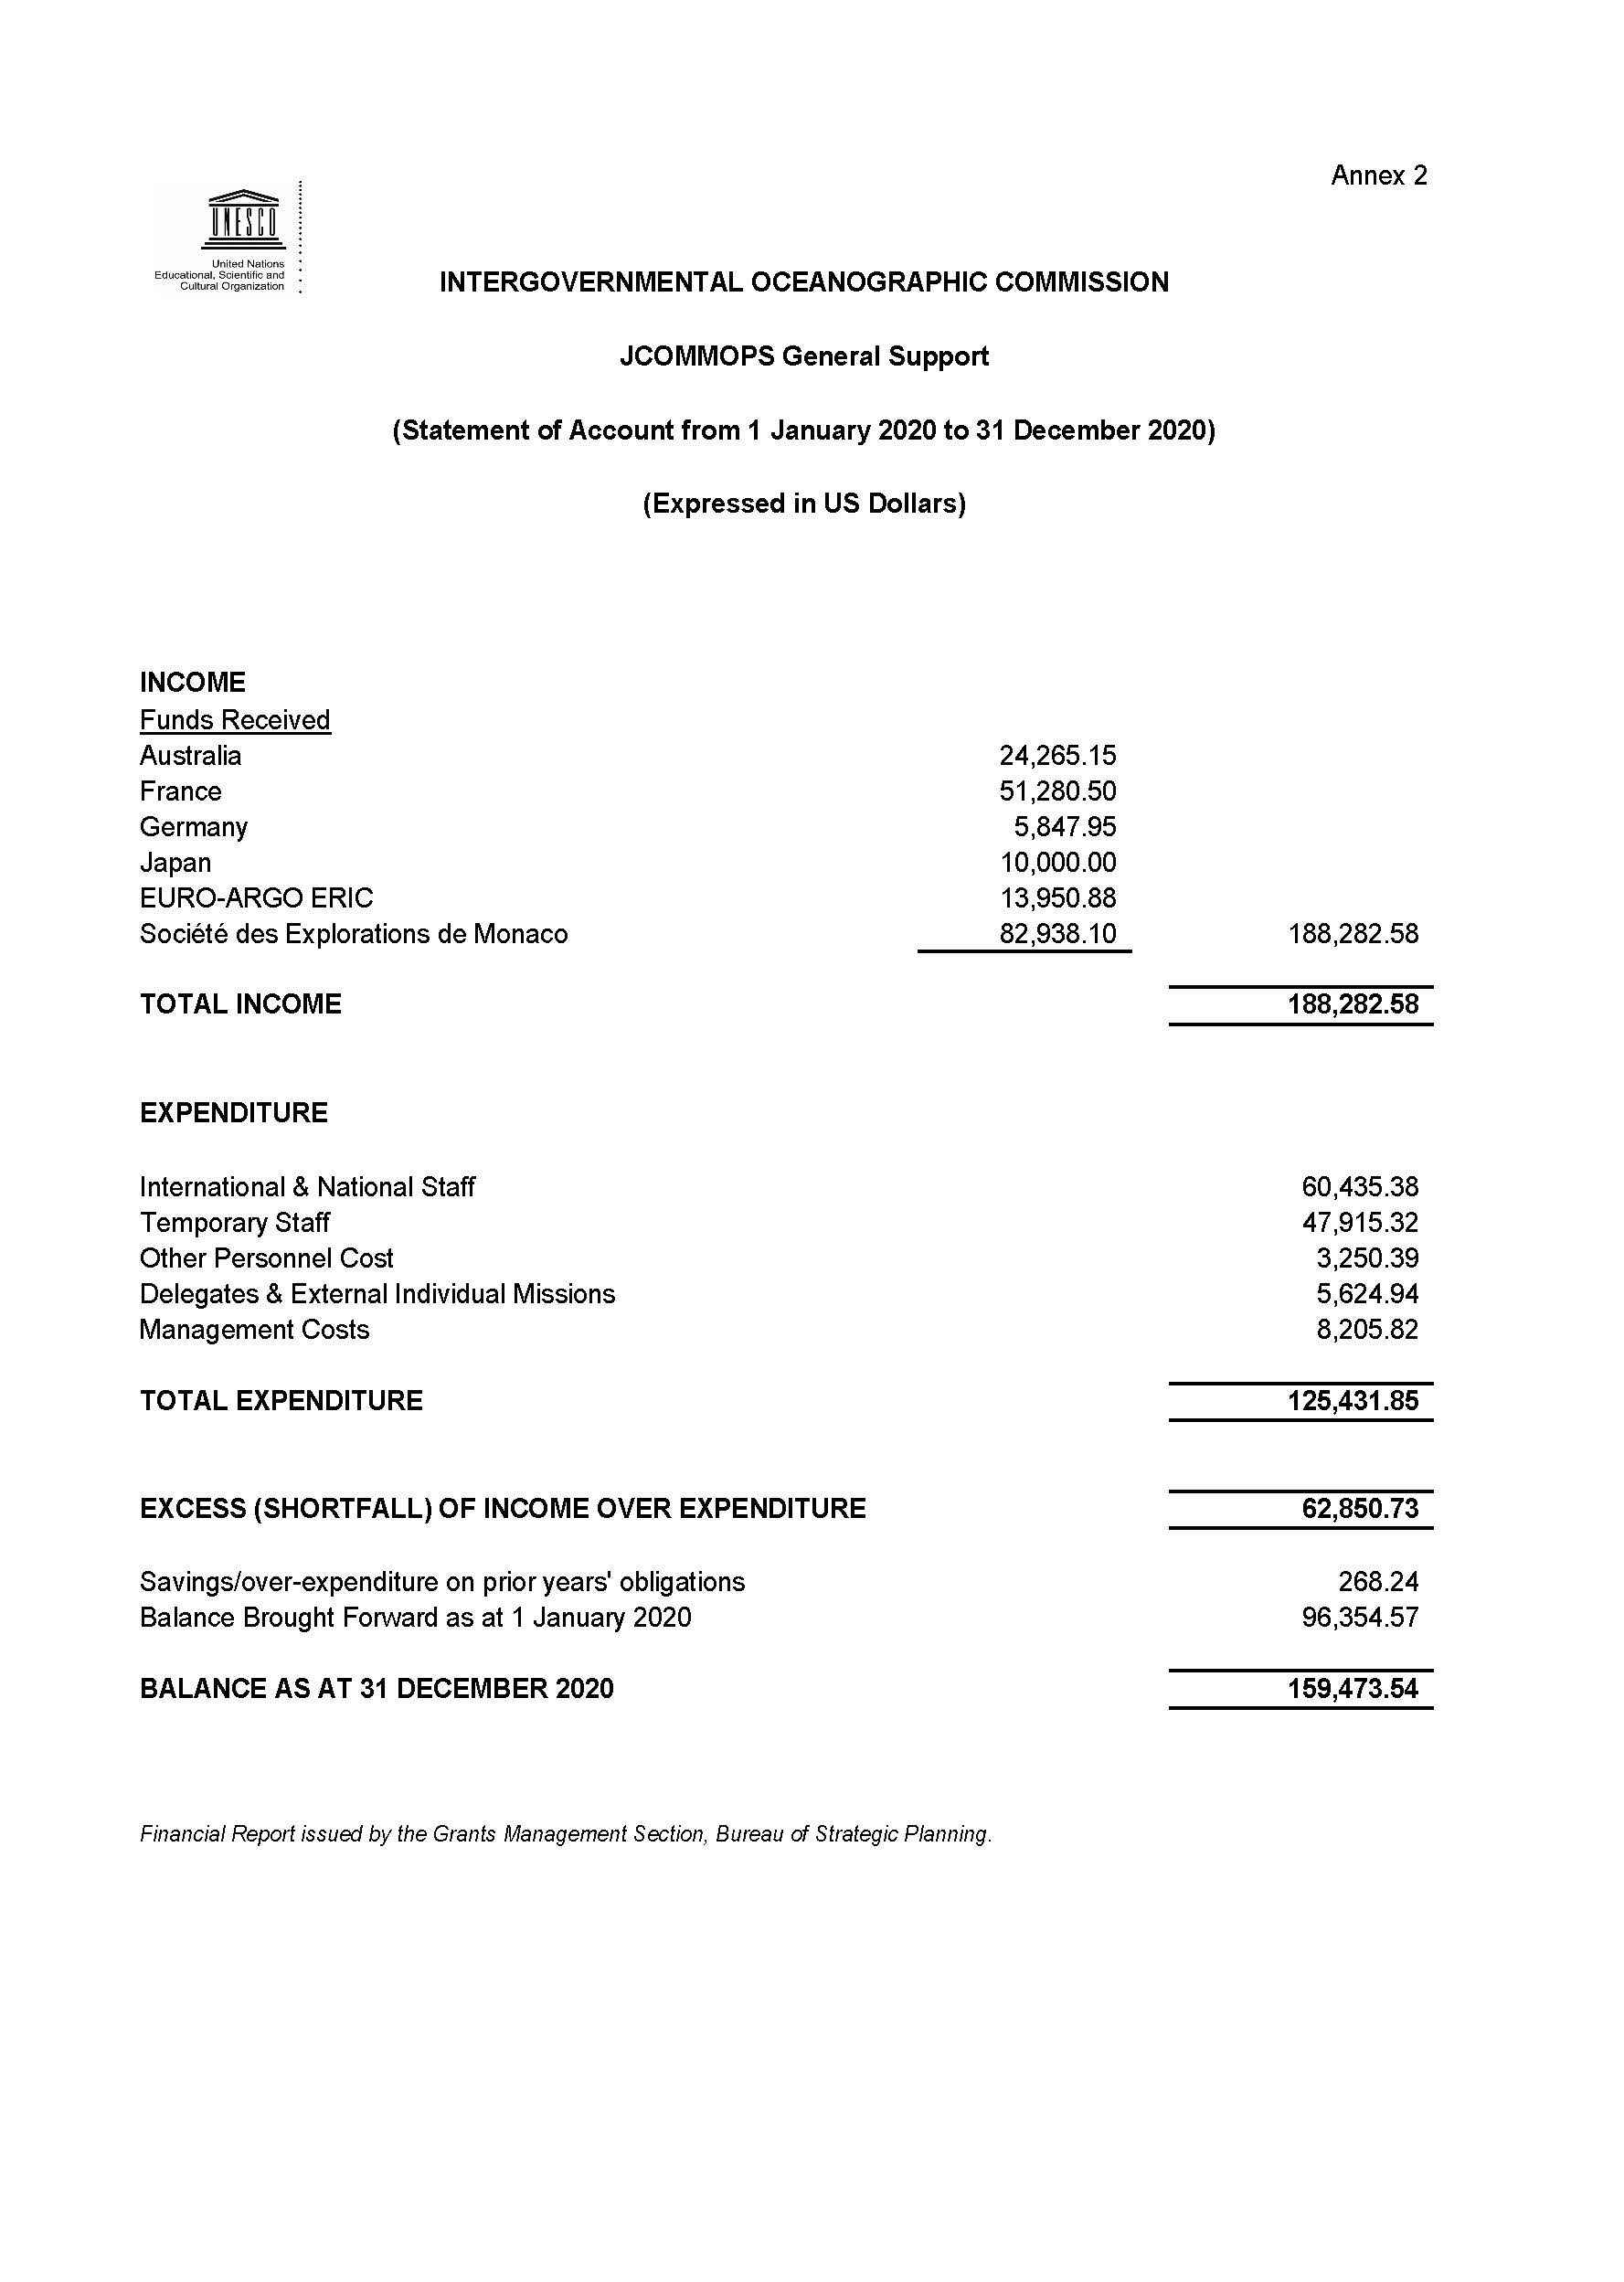 Annex 2
UNESCO
United Nations
Educational, Scientific and
Cultural Organization
INTERGOVERNMENTAL OCEANOGRAPHIC COMMISSION
JCOMMOPS General Support
(Statement of Account from 1 January 2020 to 31 December 2020)
(Expressed in US Dollars)
INCOME
Funds Received
Australia 24,265.15
France 51,280.50
Germany 5,847.95
Japan 10,000.00
EURO-ARGO ERIC 13,950.88
Société des Explorations de Monaco 82,938.10 188,282.58
TOTAL INCOME 188,282.58
EXPENDITURE
International & National Staff 60,435.38
Temporary Staff 47,915.32
Other Personnel Cost 3,250.39
Delegates & External Individual Missions 5,624.94
Management Costs 8,205.82
TOTAL EXPENDITURE 125,431.85
EXCESS (SHORTFALL) OF INCOME OVER EXPENDITURE 62,850.73
Savings/over-expenditure on prior years' obligations 268.24
Balance Brought Forward as at 1 January 2020 96,354.57
BALANCE AS AT 31 DECEMBER 2020 159,473.54
Financial Report issued by the Grants Management Section, Bureau of Strategic Planning.